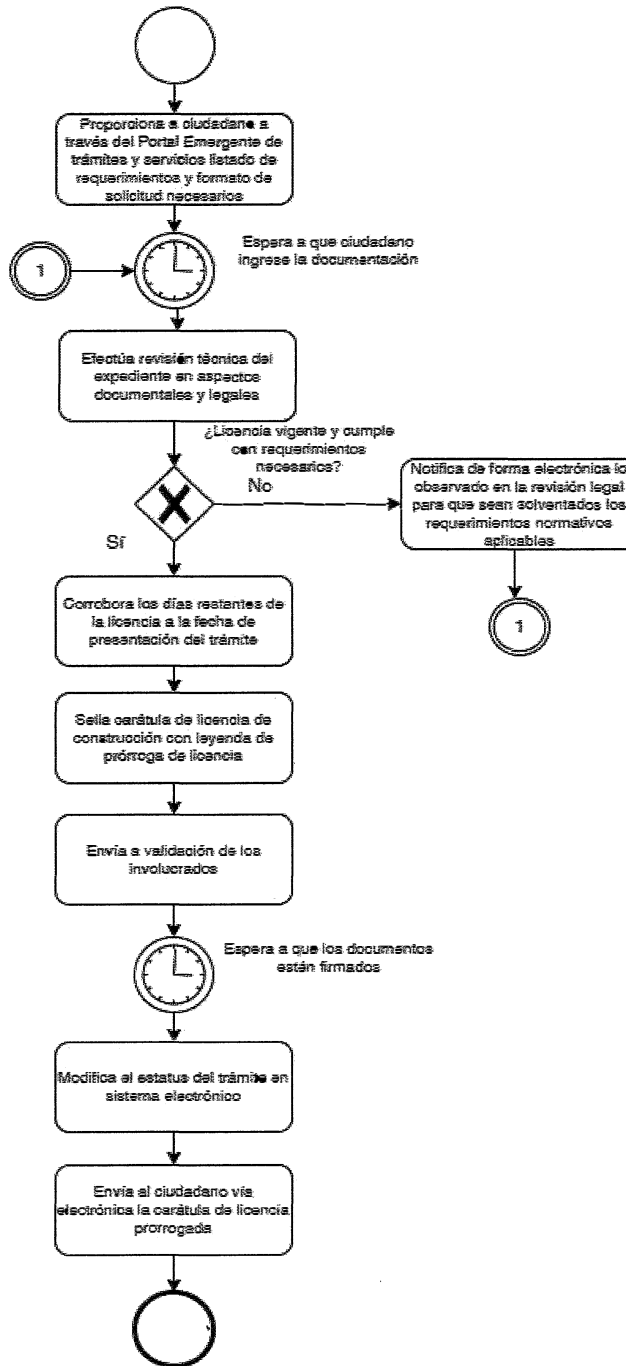 Proporciona a ciudadano a
través del Portal Emergente de
trámites y servicios listado de
requerimientos y formato de
solicitud necesarios
1
Espera a que ciudadano
ingrese la documentación
Efectúa revisión técnica del
expediente en aspectos
documentales y legales
¿Licencia vigente y cumple
con requerimientos
necesarios?
No
Notifica de forma electrónica lo
observado en la revisión legal
para que sean solventados los
requerimientos normativos
aplicables
1
Sí
Corrobora los días restantes de
la licencia a la fecha de
presentación del trámite
Sella carátula de licencia de
construcción con leyenda de
prórroga de licencia
Envía a validación de los
involucrados
Espera a que los documentos
estén firmados
Modifica el estatus del trámite en
sistema electrónico
Envía al ciudadano vía
electrónica la carátula de licencia
prorrogada